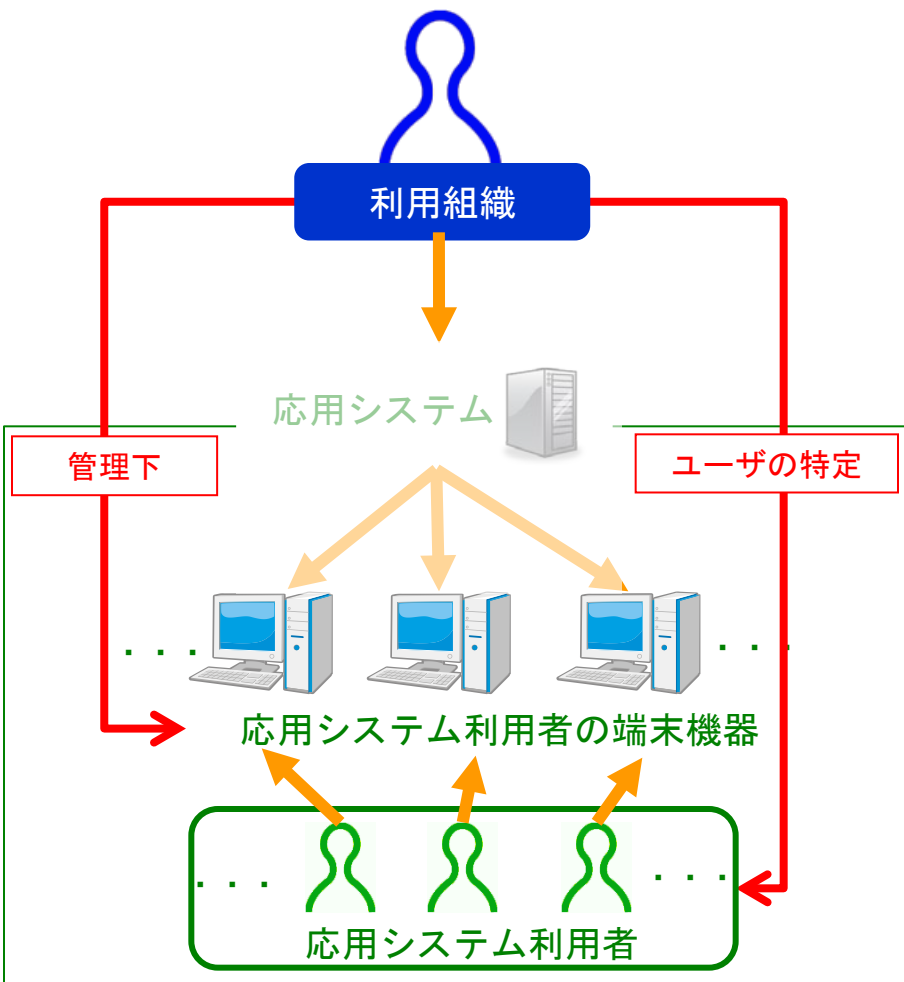 利用組織
応用システム
管理下
ユーザの特定
. . .
. . .
応用システム利用者の端末機器
. . .
. . .
応用システム利用者